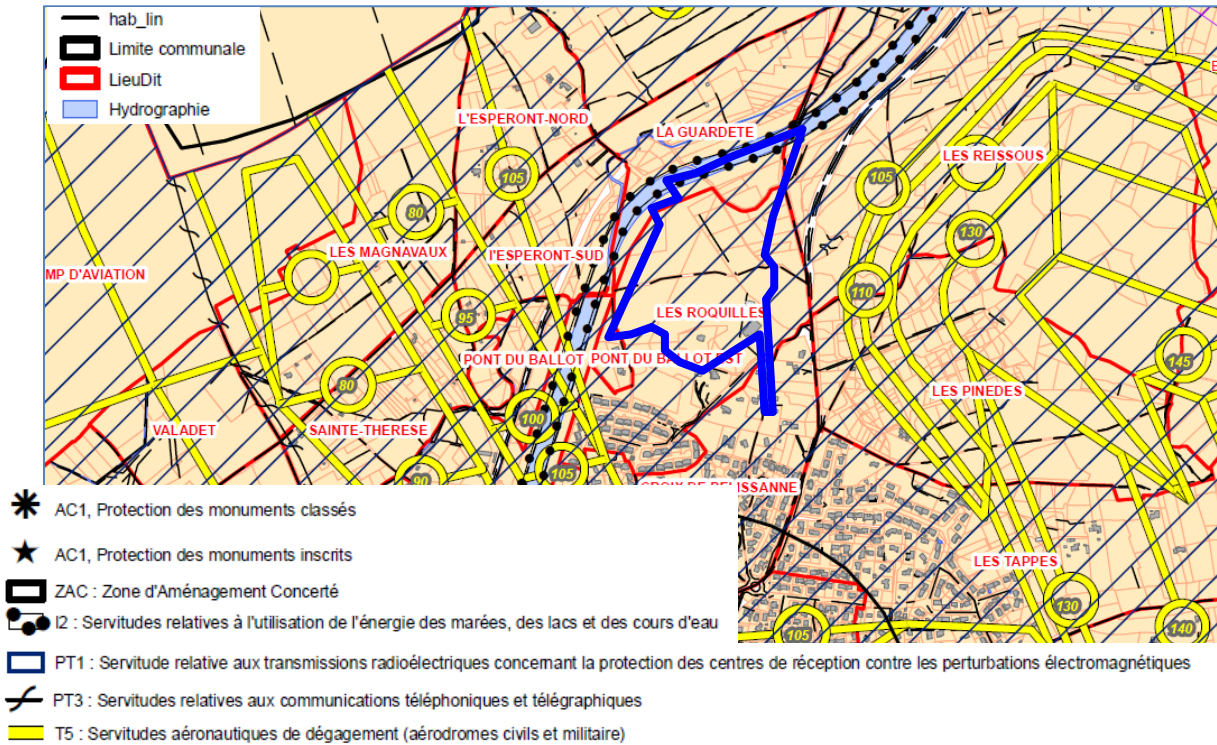 hab_lin
Limite communale
LieuDit
Hydrographie
L'ESPERONT-NORD
LA GUARDETE
LES REISSOUS
105
105
80
130
LES MAGNAVAUX
l'ESPERONT-SUD
MP D'AVIATION
110
95
LES ROQUILLES
PONT DU BALLOT
PONT DU BALLOT EST
145
80
LES PINEDES
100
VALADET
SAINTE-THERESE
105
90
CROIX DE PELISSANNE
LES TAPPES
130
105
140
AC1, Protection des monuments classés
AC1, Protection des monuments inscrits
ZAC : Zone d'Aménagement Concerté
I2 : Servitudes relatives à l'utilisation de l'énergie des marées, des lacs et des cours d'eau
PT1 : Servitude relative aux transmissions radioélectriques concernant la protection des centres de réception contre les perturbations électromagnétiques
PT3 : Servitudes relatives aux communications téléphoniques et télégraphiques
T5 : Servitudes aéronautiques de dégagement (aérodromes civils et militaire)